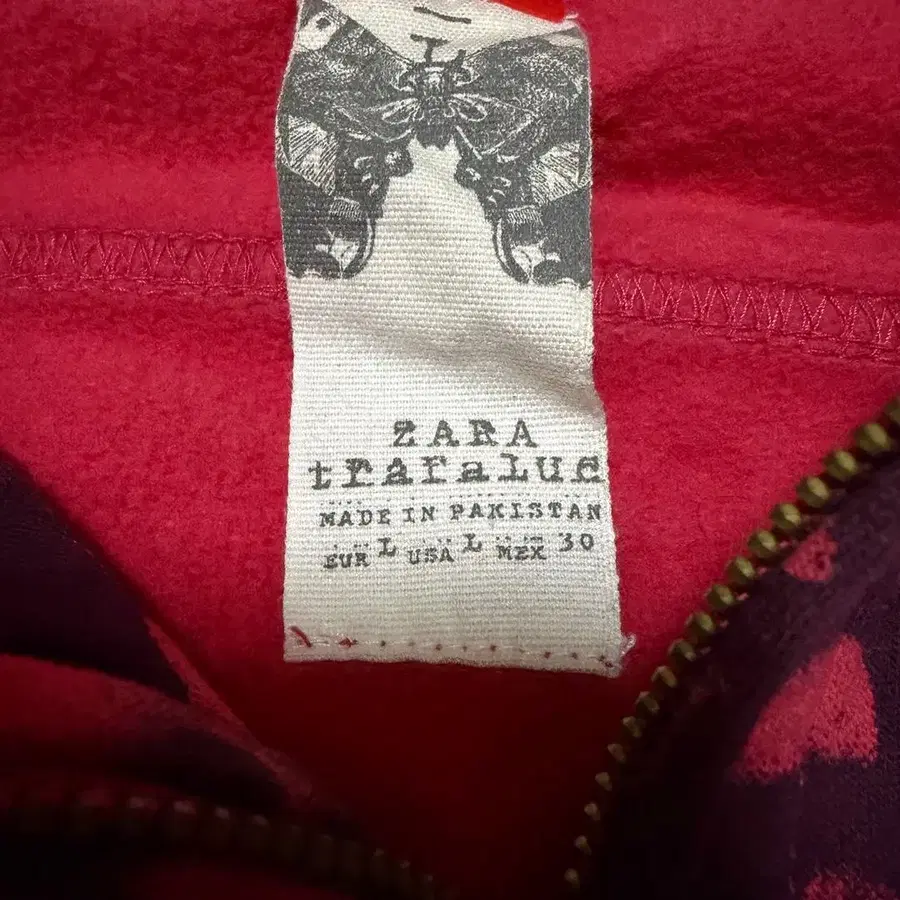 L
ZARA
trafaluc
MADE IN PAKISTAN
EUR L USA L MEX 30